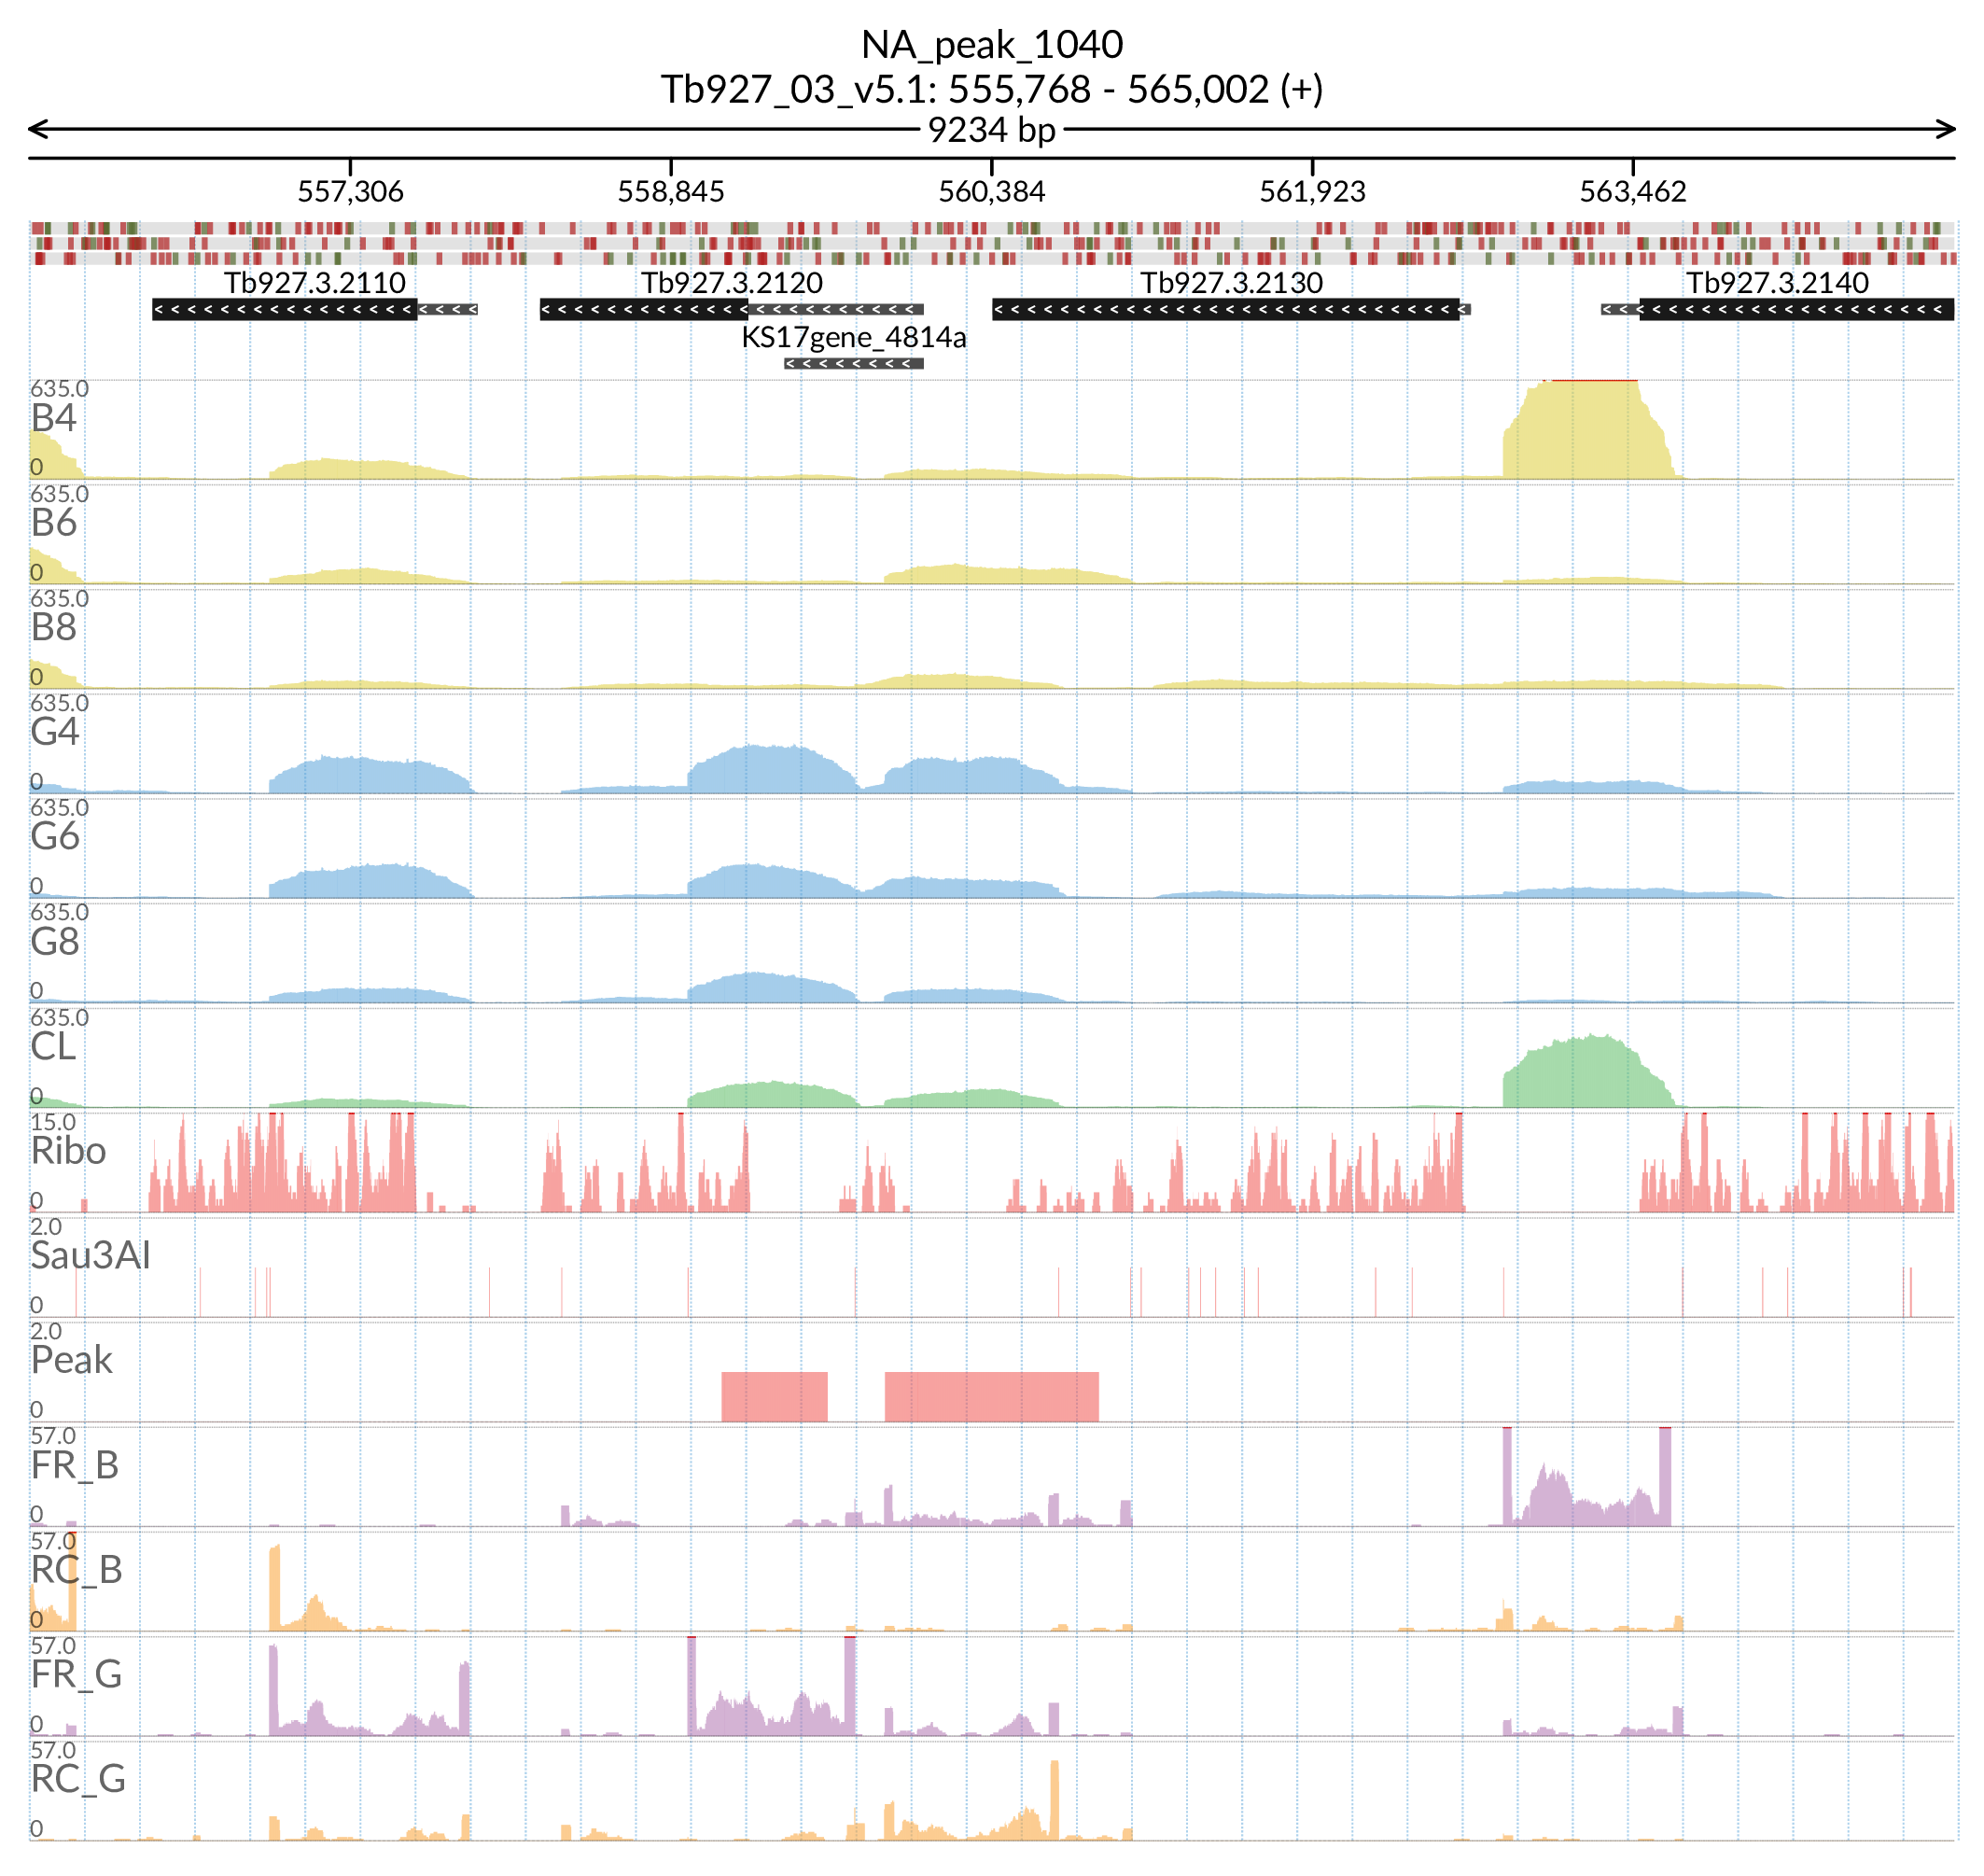 NA_peak_1040
Tb927_03_v5.1: 555,768 - 565,002 (+)
9234 bp
557,306 558,845 560,384 561,923 563,462
Tb927.3.2110 Tb927.3.2120 Tb927.3.2130 Tb927.3.2140
KS17gene_4814a
635.0
B4
0
635.0
B6
0
635.0
B8
0
635.0
G4
0
635.0
G6
0
635.0
G8
0
635.0
CL
0
15.0
Ribo
0
2.0
Sau3AI
0
2.0
Peak
0
57.0
FR_B
0
57.0
RC_B
0
57.0
FR_G
0
57.0
RC_G
0